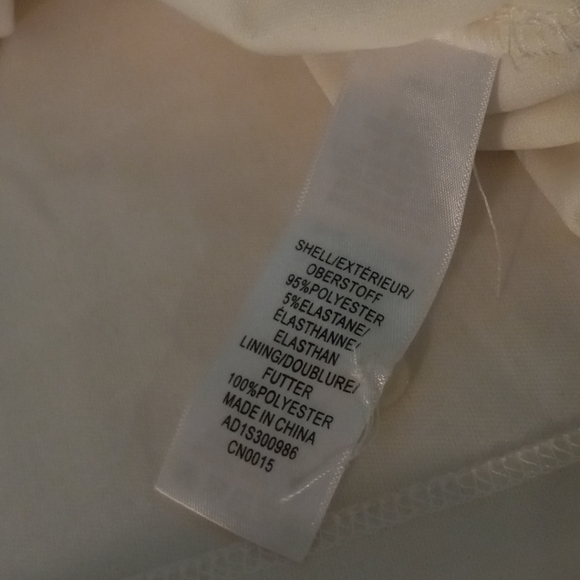 SHELL/EXTÉRIEUR/
OBERSTOFF
95%POLYESTER
5%ELASTANE/
ÉLASTHANNE/
ELASTHAN
LINING/DOUBLURE/
FUTTER
100%POLYESTER
MADE IN CHINA
AD1S300986
CN0015